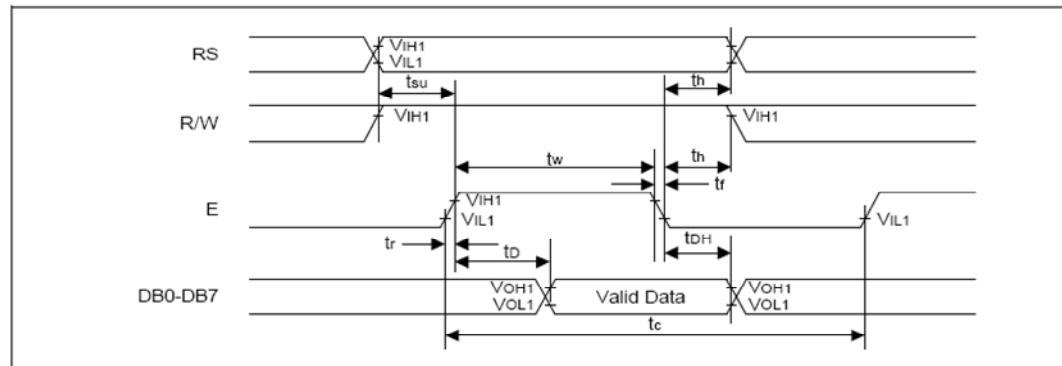 RS VIH1
VIL1
tsu th
R/W VIH1 VIH1
tw th
tf
E VIH1
VIL1 VIL1
tr tD tDH
DB0-DB7 VOH1 Valid Data VOH1
VOL1 VOL1
tc